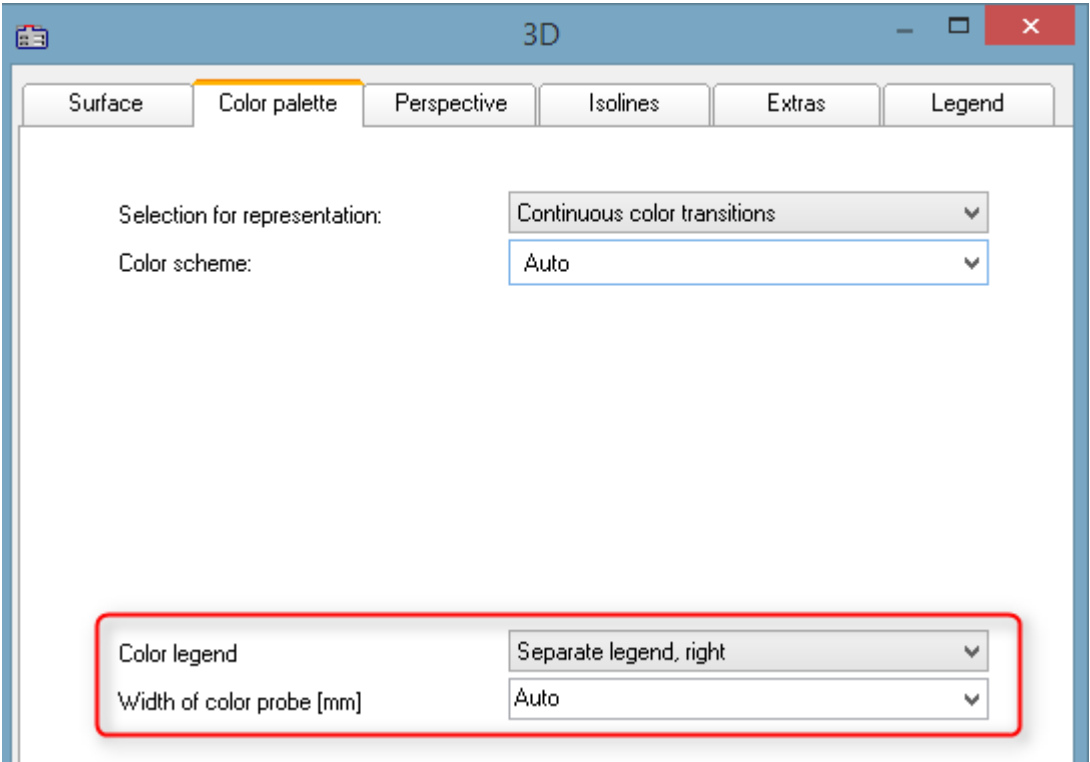 3D
Surface Color palette Perspective Isolines Extras Legend
Selection for representation: Continuous color transitions
Color scheme: Auto
Color legend Separate legend, right
Width of color probe [mm] Auto